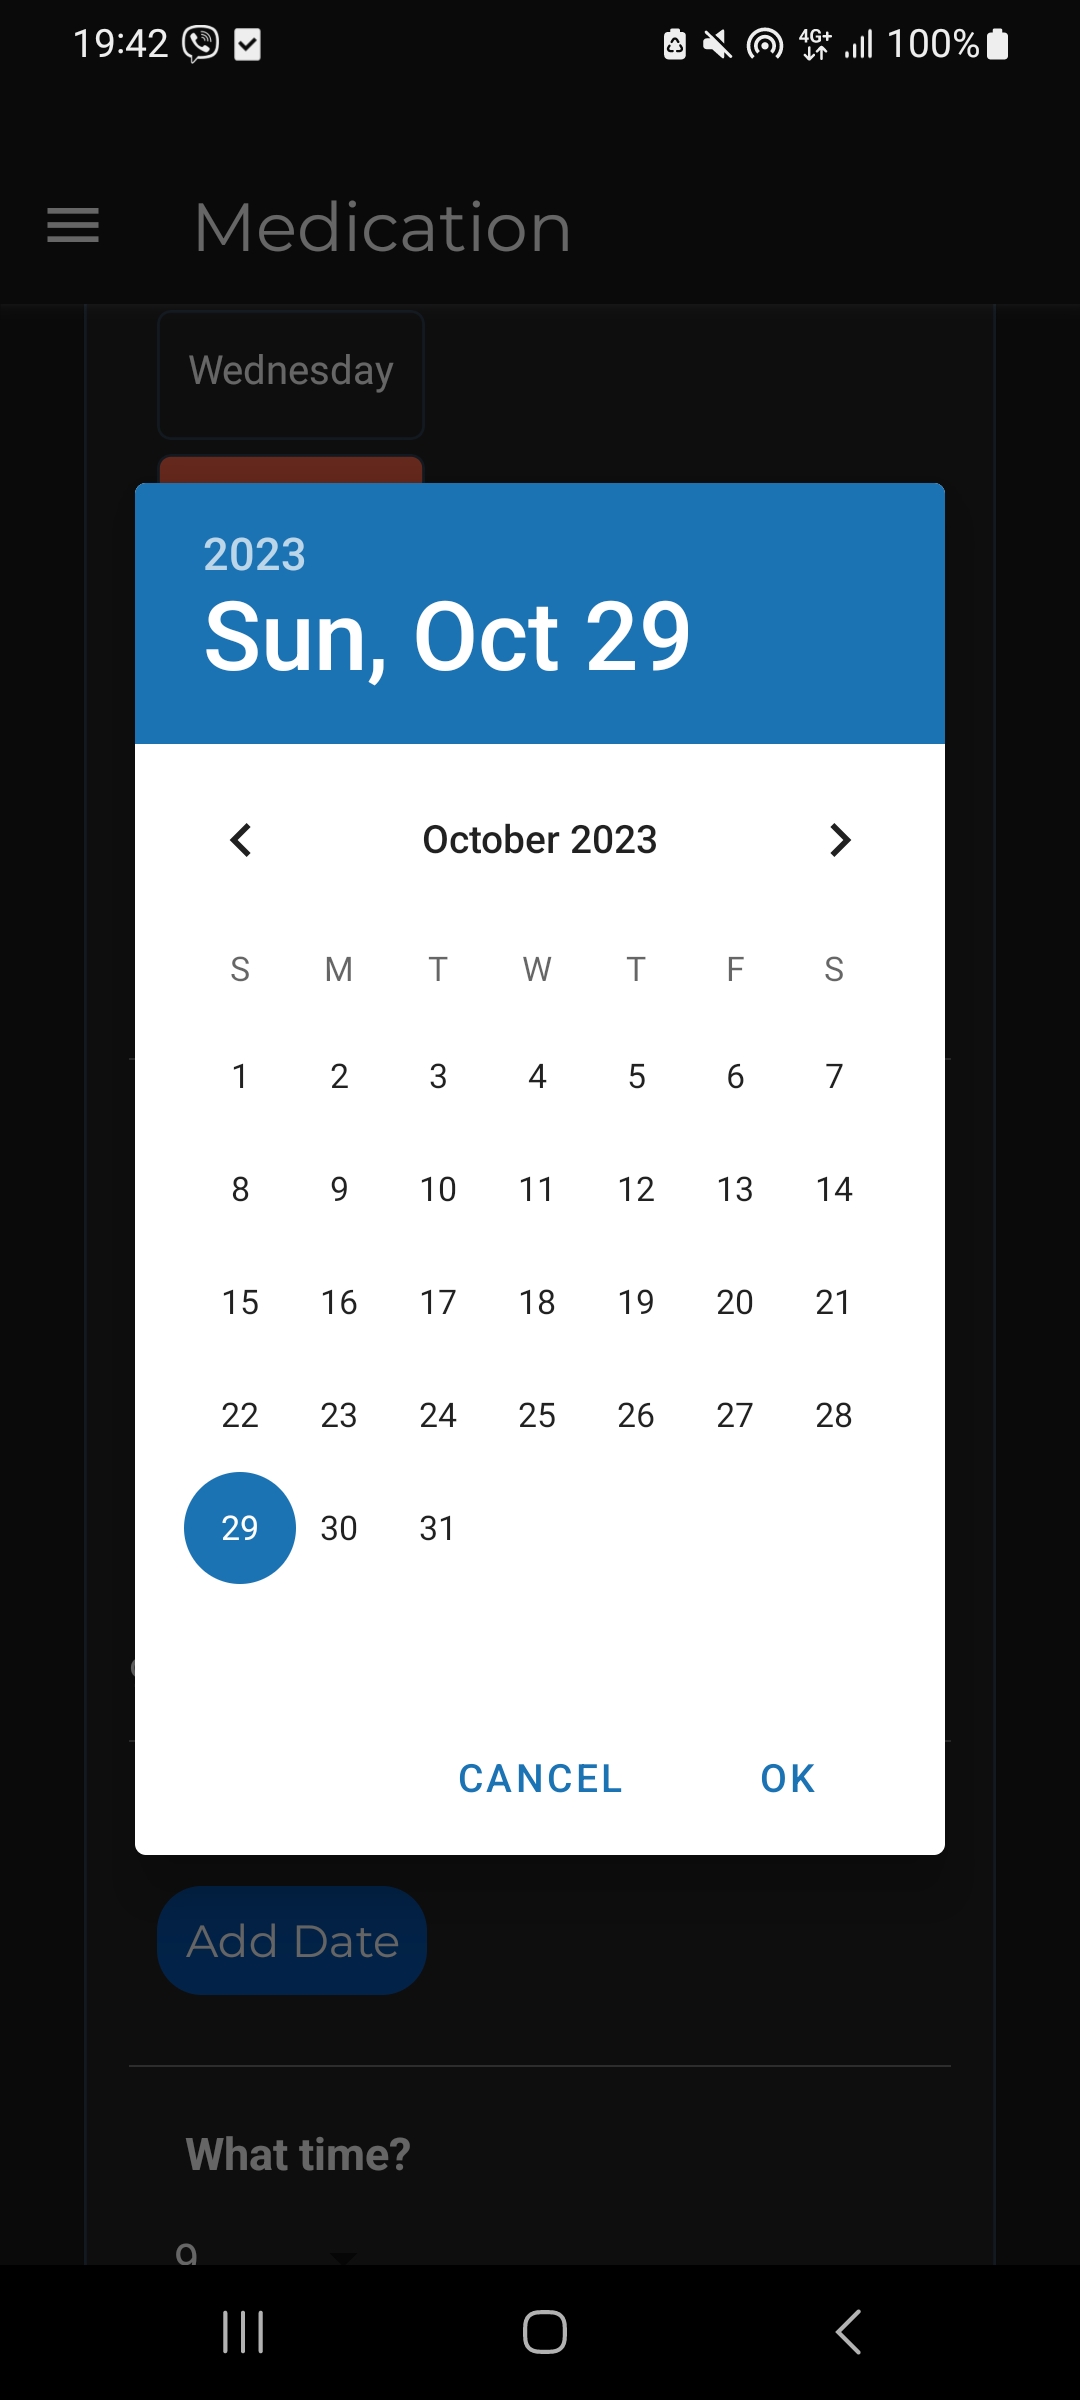 19:42 4G+ 100%
Medication
Wednesday
2023
Sun, Oct 29
October 2023
S M T W T F S
1 2 3 4 5 6 7
8 9 10 11 12 13 14
15 16 17 18 19 20 21
22 23 24 25 26 27 28
29 30 31
CANCEL OK
Add Date
What time?
9